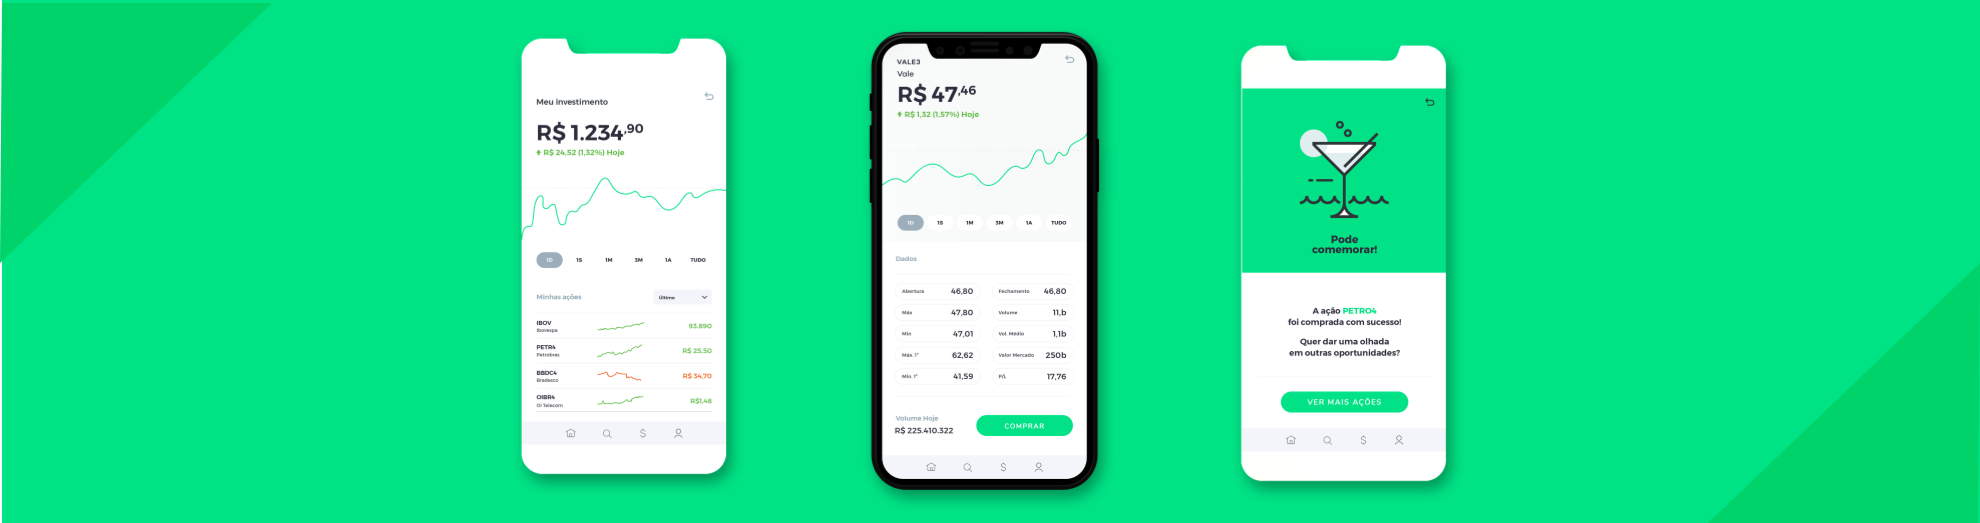 Meu investimento
R$ 1.234,90
R$ 24,52 (1,32%) Hoje
1D 1S 1M 3M 1A TUDO
Minhas ações
Último
IBOV
Ibovespa
93.890
PETR4
Petrobras
R$ 25,50
BBDC4
Bradesco
R$ 34,70
OIBR4
Oi Telecom
R$1,48
VALE3
Vale
R$ 47,46
R$ 1,32 (1,57%) Hoje
1D 1S 1M 3M 1A TUDO
Dados
Abertura 46,80
Fechamento 46,80
Máx 47,80
Volume 11,b
Min 47,01
Vol. Médio 1,1b
Máx. 1ª 62,62
Valor Mercado 250b
Mín. 1ª 41,59
P/L 17,76
Volume Hoje
R$ 225.410.322
COMPRAR
Pode
comemorar!
A ação PETRO4
foi comprada com sucesso!
Quer dar uma olhada
em outras oportunidades?
VER MAIS AÇÕES